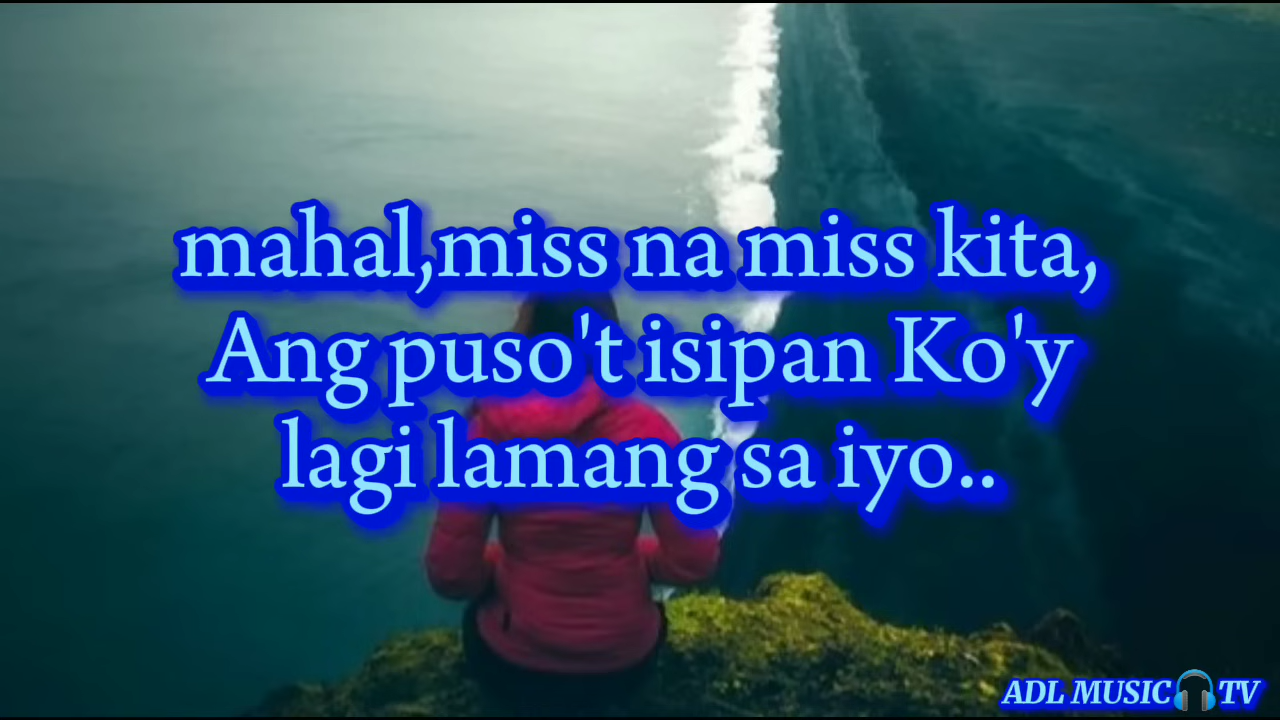 mahal,miss na miss kita,
Ang puso't isipan Ko'y
lagi lamang sa iyo..
ADL MUSIC TV